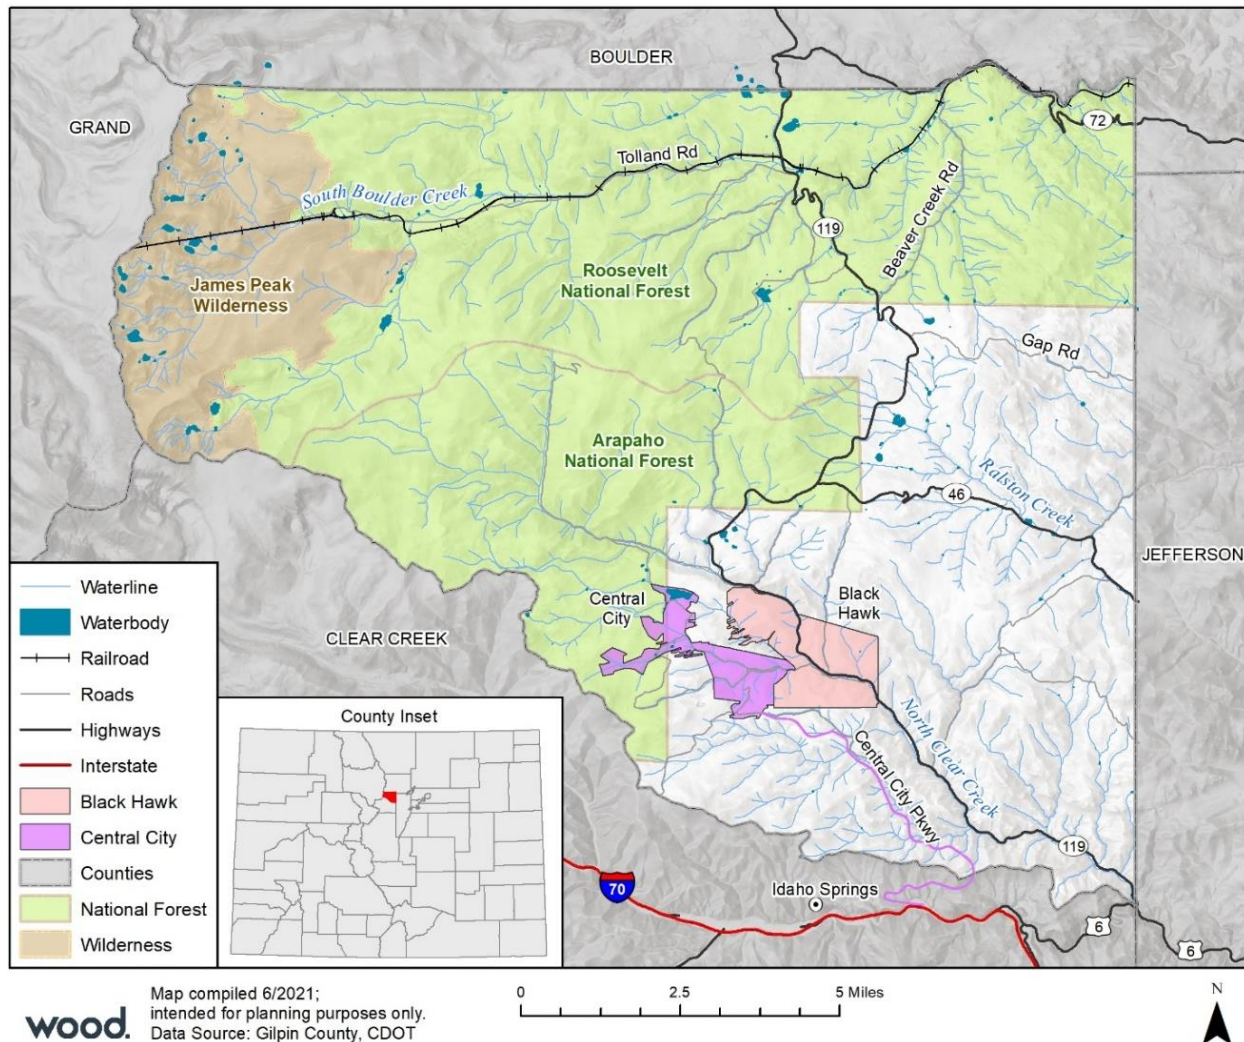 BOULDER
GRAND
72
Tolland Rd
South Boulder Creek
Beaver Creek Rd
119
Roosevelt
National Forest
James Peak
Wilderness
Gap Rd
Arapaho
National Forest
Ralston Creek
46
JEFFERSON
Central
City
Black
Hawk
CLEAR CREEK
North Clear Creek
Central City Pkwy
119
Idaho Springs
70
6
6
Waterline
Waterbody
Railroad
Roads
Highways
Interstate
Black Hawk
Central City
Counties
National Forest
Wilderness
County Inset
wood.
Map compiled 6/2021;
intended for planning purposes only.
Data Source: Gilpin County, CDOT
0 2.5 5 Miles
N